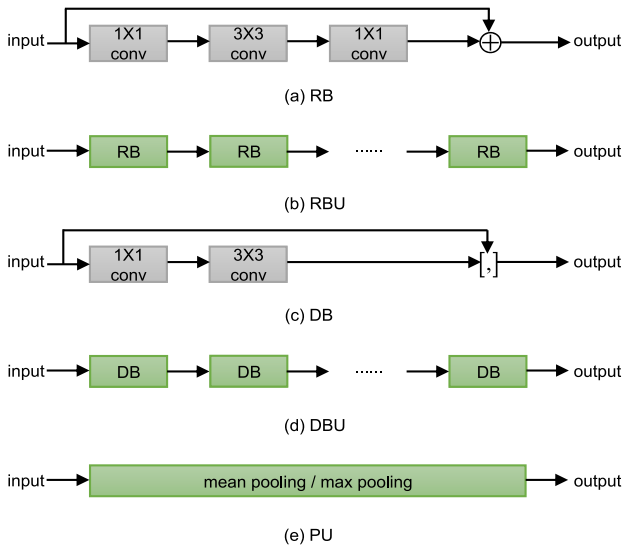 input 1X1 conv 3X3 conv 1X1 conv output
(a) RB
input RB RB ...... RB output
(b) RBU
input 1X1 conv 3X3 conv [,] output
(c) DB
input DB DB ...... DB output
(d) DBU
input mean pooling / max pooling output
(e) PU